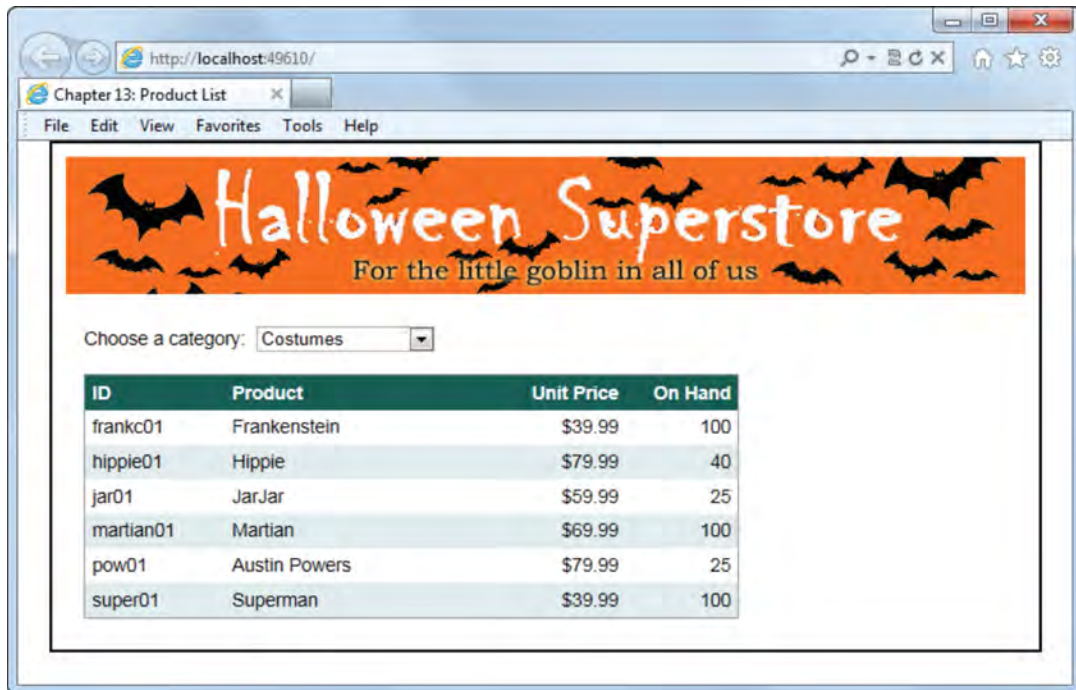 http://localhost:49610/
Chapter 13: Product List
File Edit View Favorites Tools Help
Halloween Superstore
For the little goblin in all of us
Choose a category: Costumes
ID Product Unit Price On Hand
frankc01 Frankenstein $39.99 100
hippie01 Hippie $79.99 40
jar01 JarJar $59.99 25
martian01 Martian $69.99 100
pow01 Austin Powers $79.99 25
super01 Superman $39.99 100